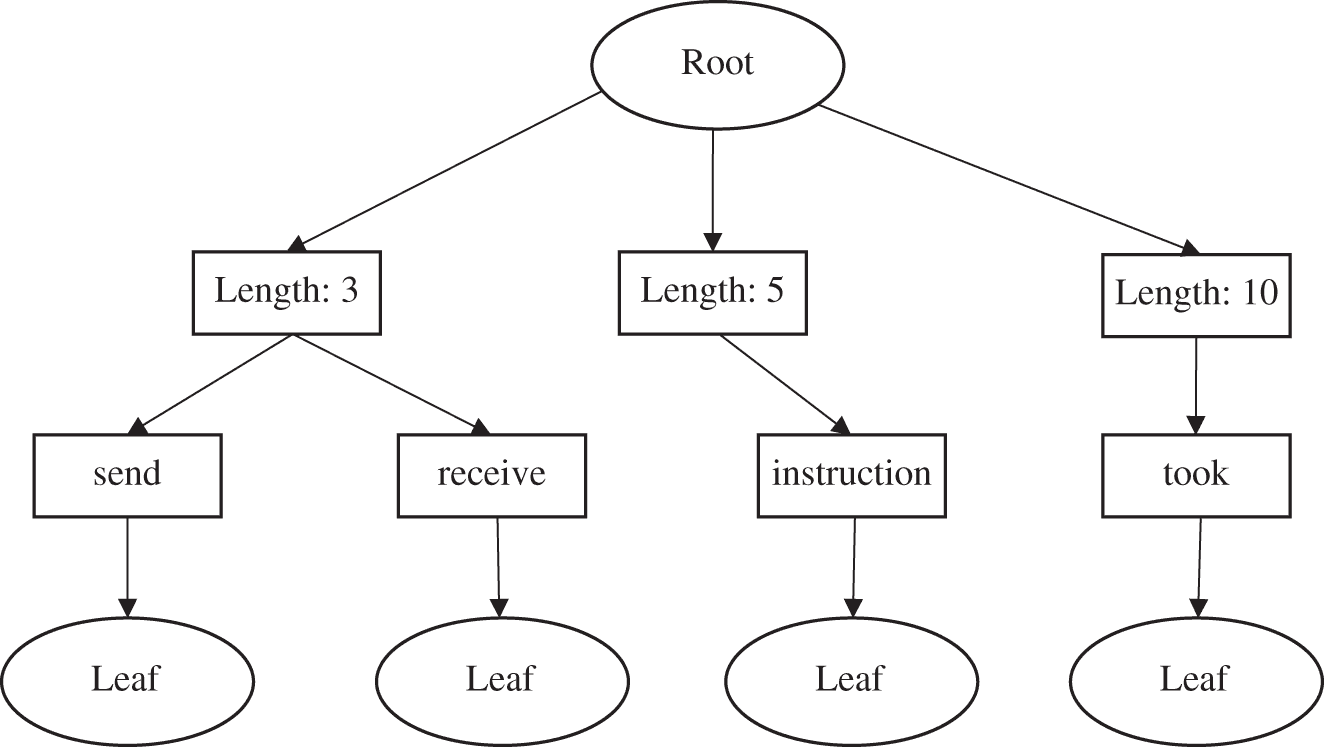 Root
Length: 3
Length: 5
Length: 10
send
receive
instruction
took
Leaf
Leaf
Leaf
Leaf